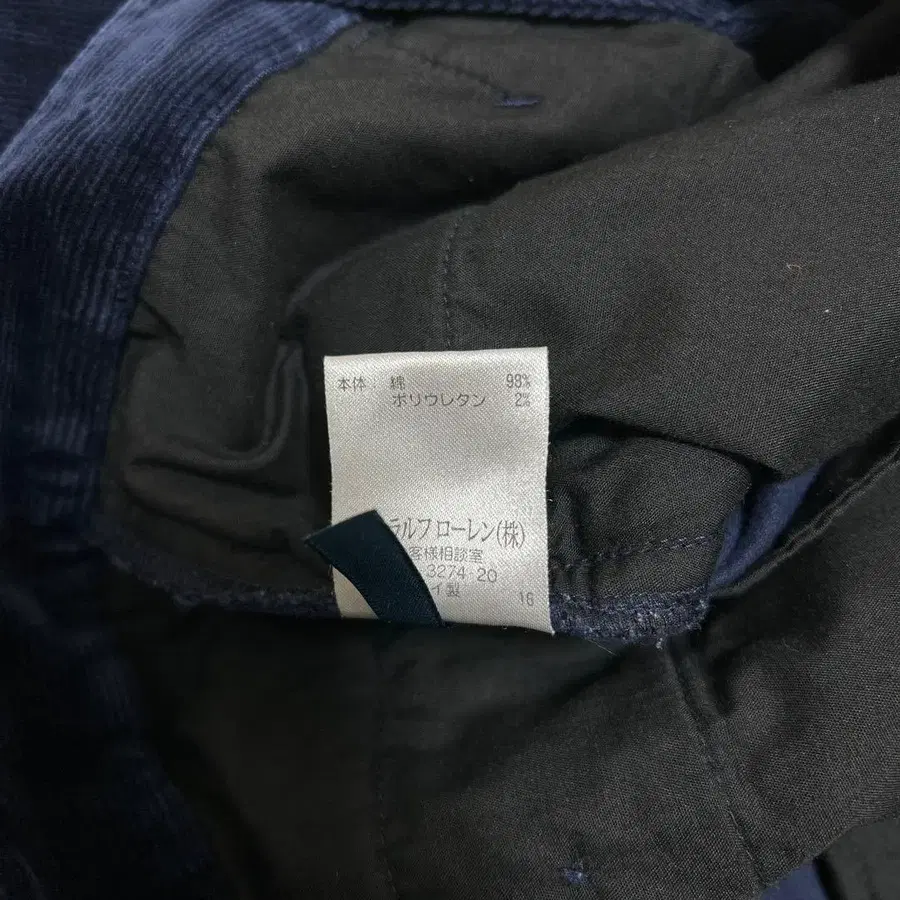 本体: 綿 98%
ポリウレタン 2%
ラルフ ローレン(株)
客様相談室
3274-20
イ製 16